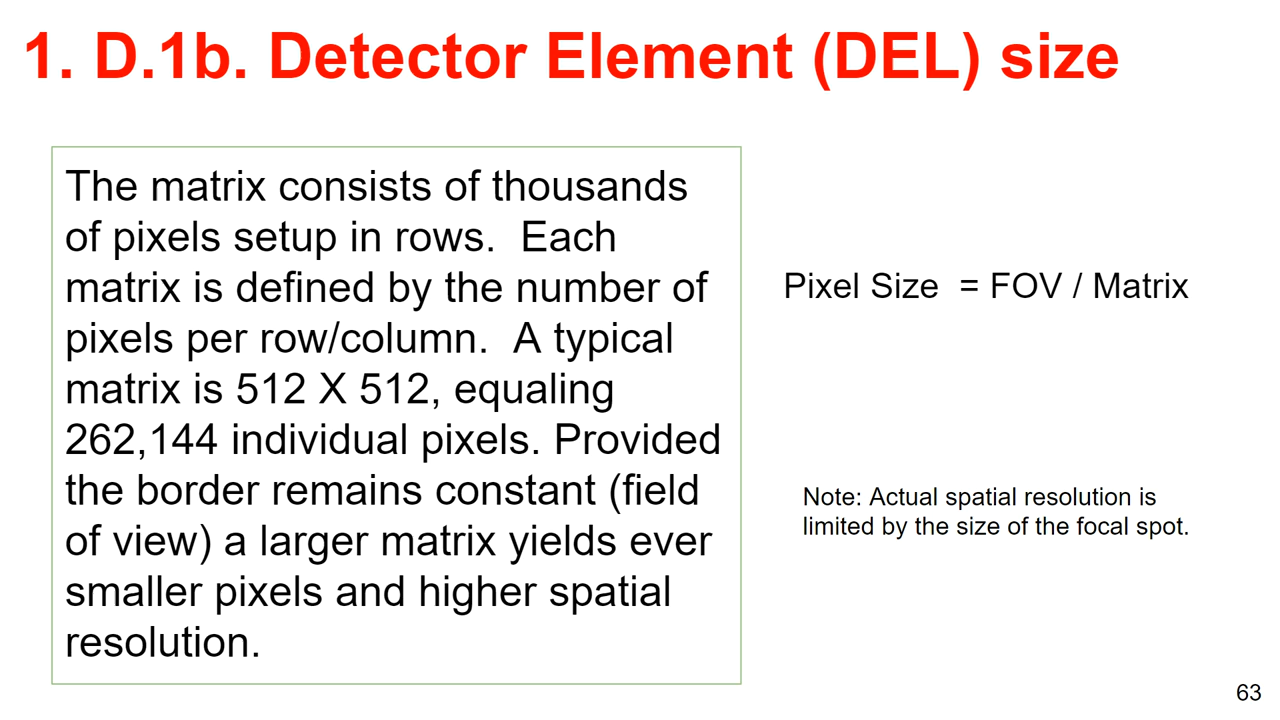 1. D.1b. Detector Element (DEL) size
The matrix consists of thousands
of pixels setup in rows.  Each
matrix is defined by the number of
pixels per row/column.  A typical
matrix is 512 X 512, equaling
262,144 individual pixels. Provided
the border remains constant (field
of view) a larger matrix yields ever
smaller pixels and higher spatial
resolution.
Pixel Size  = FOV / Matrix
Note: Actual spatial resolution is
limited by the size of the focal spot.
63